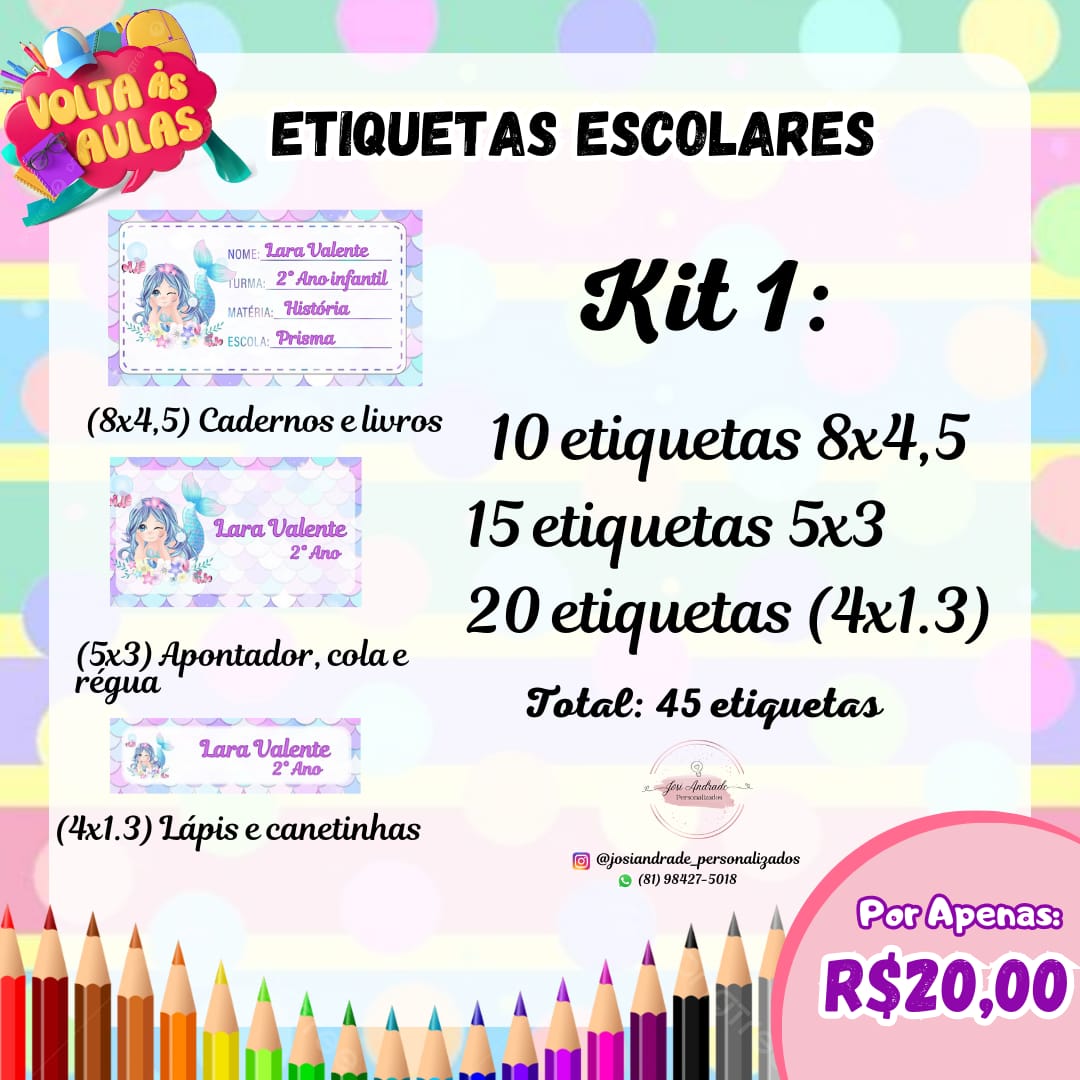 VOLTA ÀS
AULAS
ETIQUETAS ESCOLARES
NOME: Lara Valente
TURMA: 2° Ano infantil
MATÉRIA: História
ESCOLA: Prisma
(8x4,5) Cadernos e livros
Lara Valente
2° Ano
(5x3) Apontador, cola e
régua
Lara Valente
2° Ano
(4x1.3) Lápis e canetinhas
Kit 1:
10 etiquetas 8x4,5
15 etiquetas 5x3
20 etiquetas (4x1.3)
Total: 45 etiquetas
Josi Andrade
Personalizados
@josiandrade_personalizados
(81) 98427-5018
Por Apenas:
R$20,00